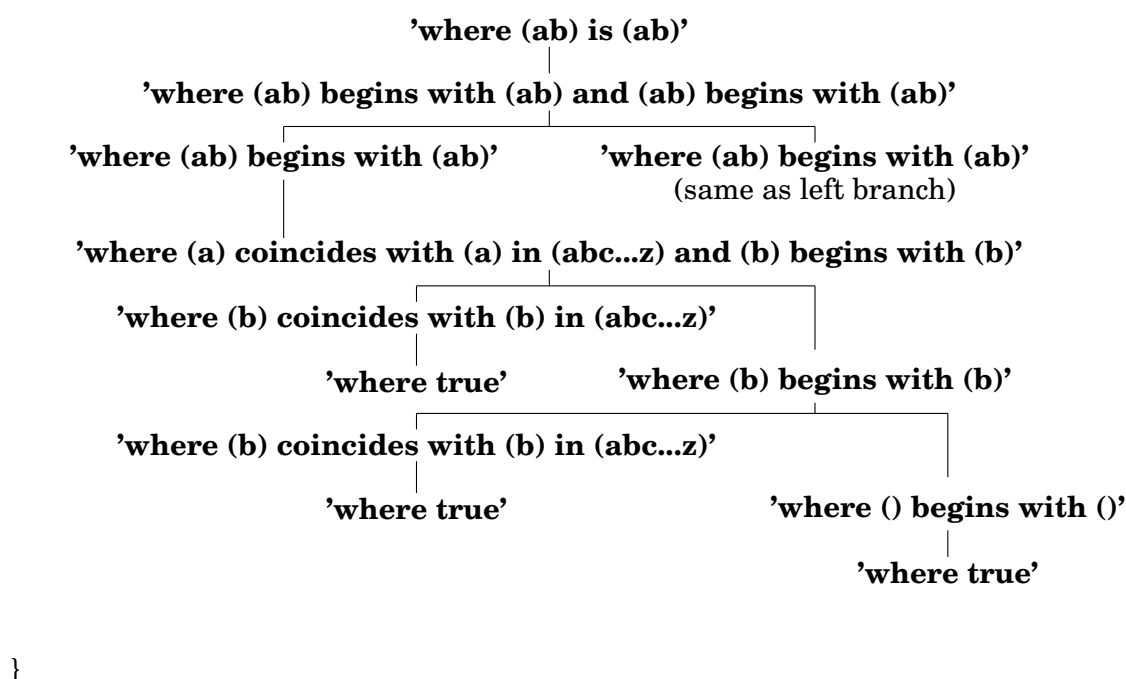 ’where (ab) is (ab)’
’where (ab) begins with (ab) and (ab) begins with (ab)’
’where (ab) begins with (ab)’ ’where (ab) begins with (ab)’
(same as left branch)
’where (a) coincides with (a) in (abc...z) and (b) begins with (b)’
’where (b) coincides with (b) in (abc...z)’
’where true’ ’where (b) begins with (b)’
’where (b) coincides with (b) in (abc...z)’
’where true’ ’where () begins with ()’
’where true’
}